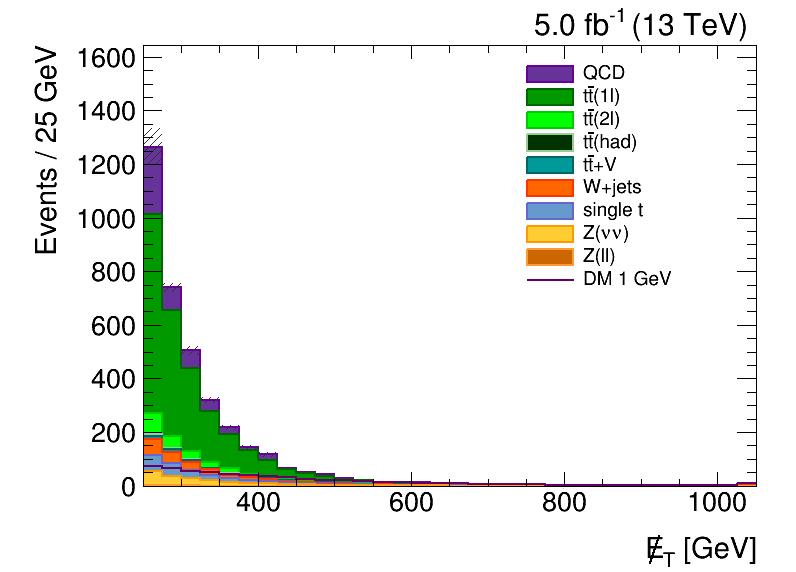 5.0 fb⁻¹ (13 TeV)
Events / 25 GeV
1600
1400
1200
1000
800
600
400
200
0
QCD
tt̄(1l)
tt̄(2l)
tt̄(had)
tt̄+V
W+jets
single t
Z(νν)
Z(ll)
DM 1 GeV
400 600 800 1000
E̸_T [GeV]